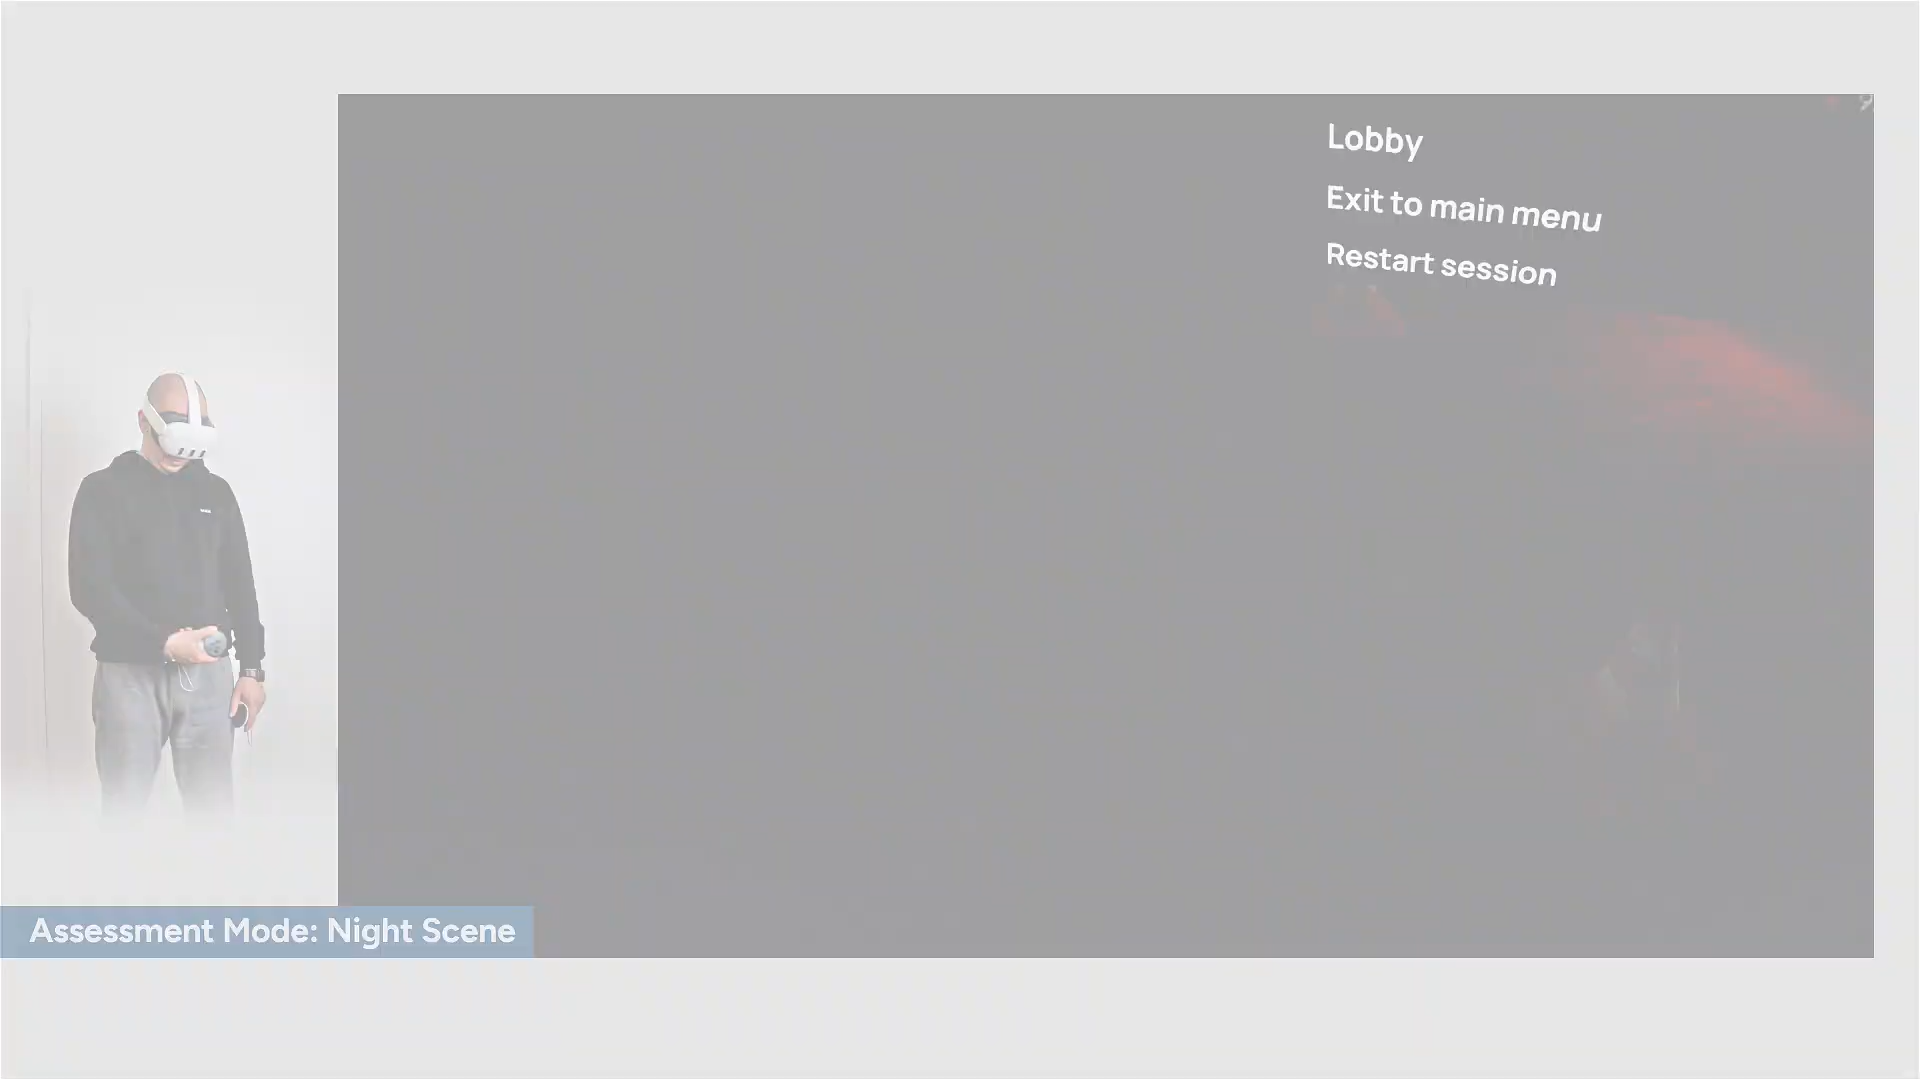 Lobby
Exit to main menu
Restart session
Assessment Mode: Night Scene